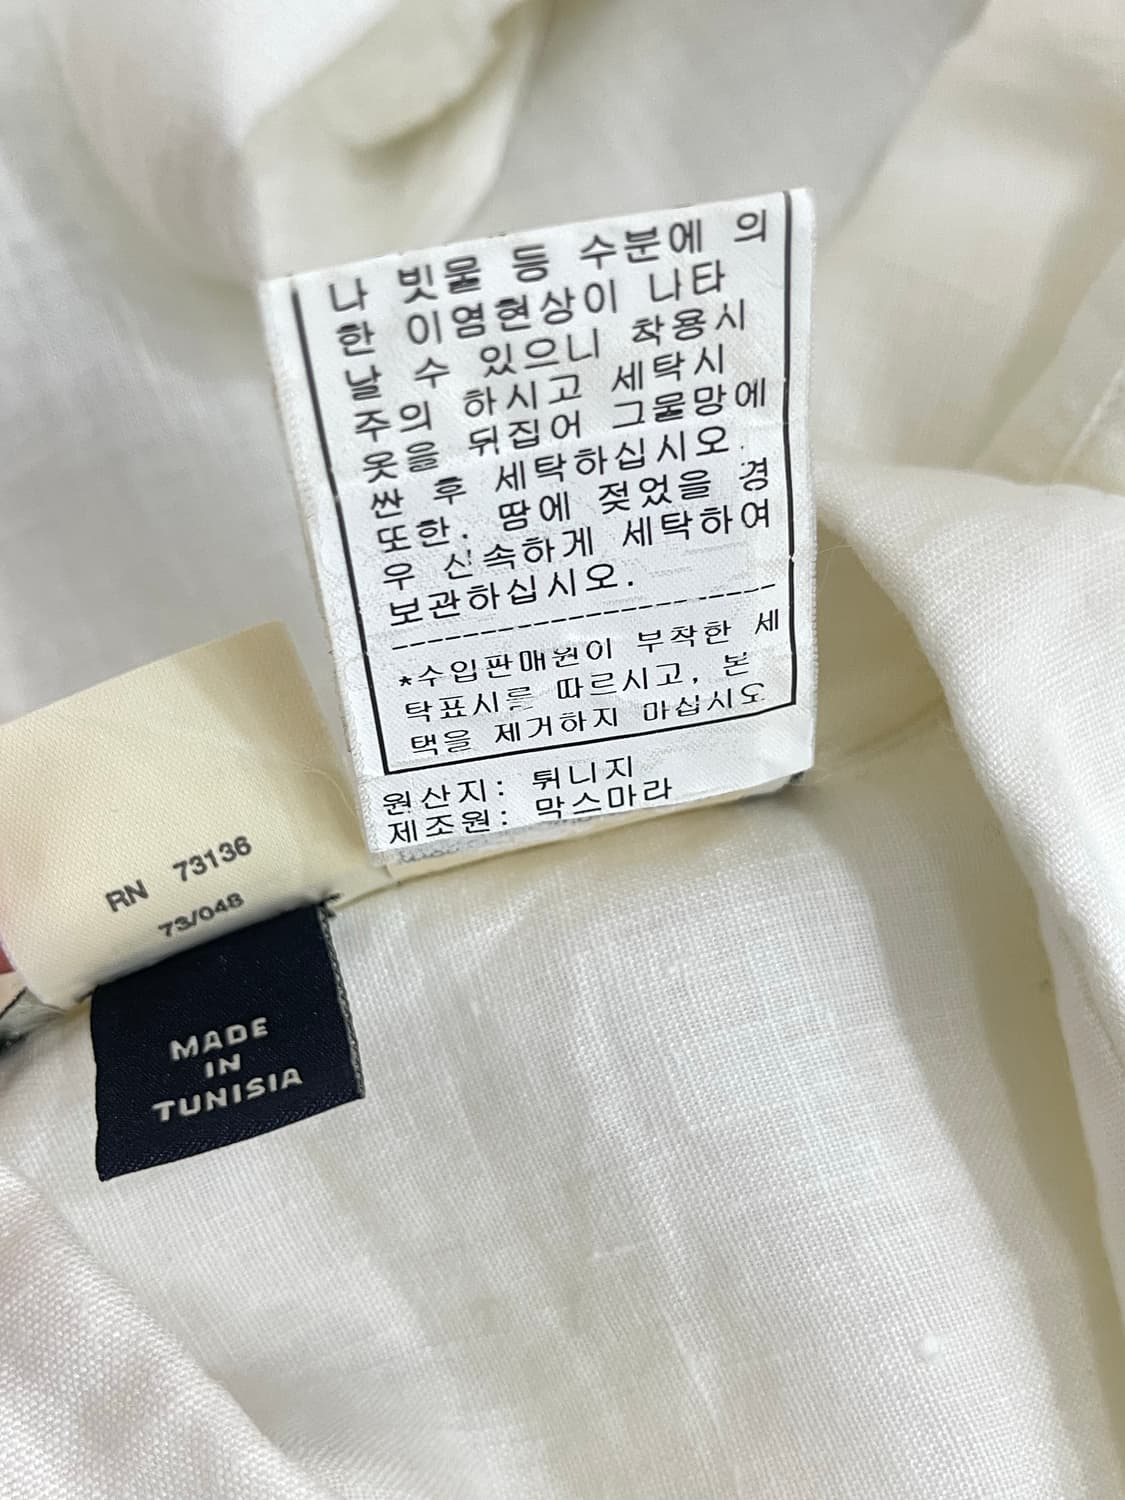 나 빗물 등 수분에 의
한 이염현상이 나타
날 수 있으니 착용시
주의 하시고 세탁시
옷을 뒤집어 그물망에
싼 후 세탁하십시오.
또한. 땀에 젖었을 경
우 신속하게 세탁하여
보관하십시오.
------------------------
*수입판매원이 부착한 세
탁표시를 따르시고, 본
택을 제거하지 마십시오
원산지: 튀니지
제조원: 막스마라
RN 73136
73/048
MADE
IN
TUNISIA